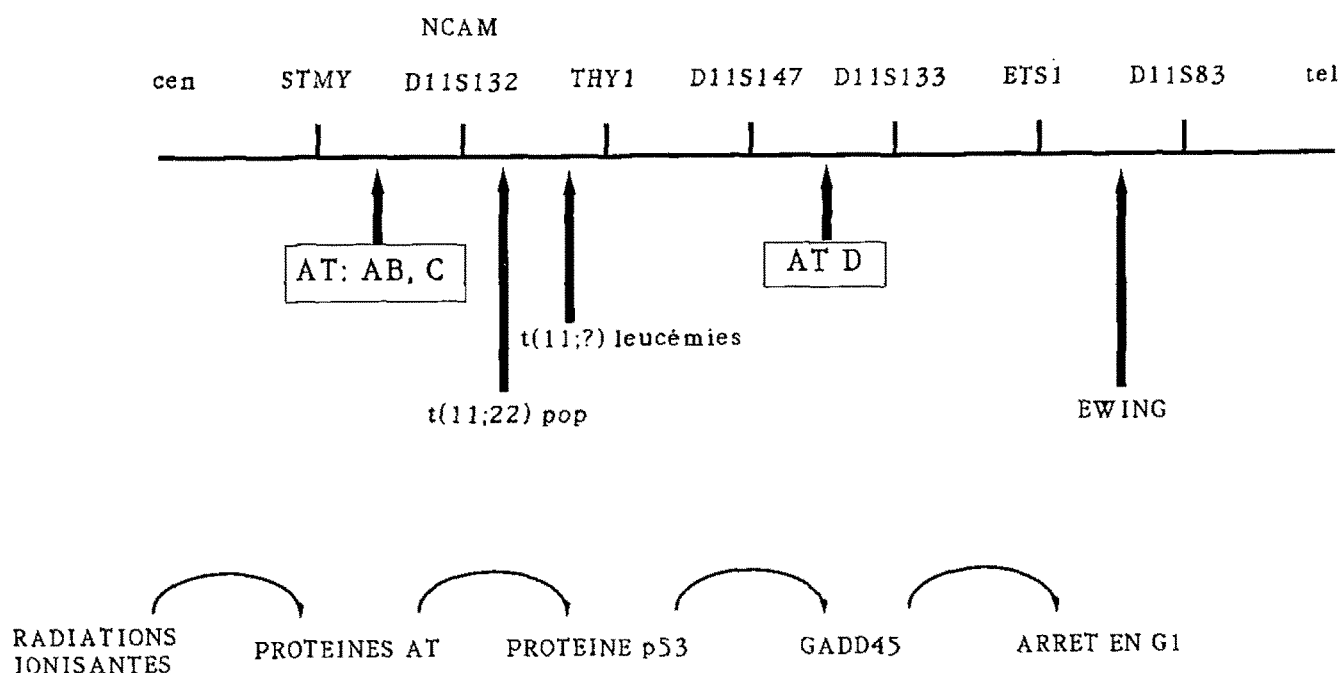 NCAM
cen STMY D11S132 THY1 D11S147 D11S133 ETS1 D11S83 tel
AT: AB, C
AT D
t(11;?) leucémies
t(11;22) pop
EWING
RADIATIONS
IONISANTES
PROTEINES AT
PROTEINE p53
GADD45
ARRET EN G1